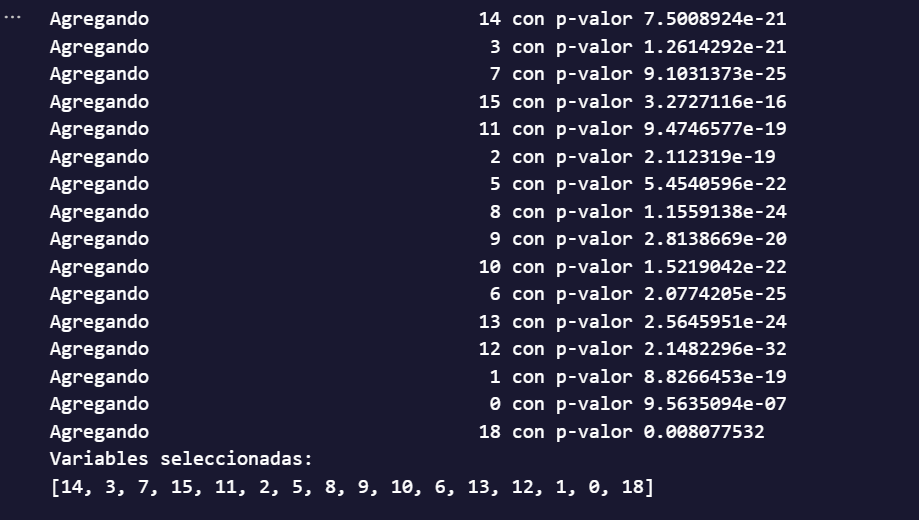 ...
Agregando 14 con p-valor 7.5008924e-21
Agregando 3 con p-valor 1.2614292e-21
Agregando 7 con p-valor 9.1031373e-25
Agregando 15 con p-valor 3.2727116e-16
Agregando 11 con p-valor 9.4746577e-19
Agregando 2 con p-valor 2.112319e-19
Agregando 5 con p-valor 5.4540596e-22
Agregando 8 con p-valor 1.1559138e-24
Agregando 9 con p-valor 2.8138669e-20
Agregando 10 con p-valor 1.5219042e-22
Agregando 6 con p-valor 2.0774205e-25
Agregando 13 con p-valor 2.5645951e-24
Agregando 12 con p-valor 2.1482296e-32
Agregando 1 con p-valor 8.8266453e-19
Agregando 0 con p-valor 9.5635094e-07
Agregando 18 con p-valor 0.008077532
Variables seleccionadas:
[14, 3, 7, 15, 11, 2, 5, 8, 9, 10, 6, 13, 12, 1, 0, 18]